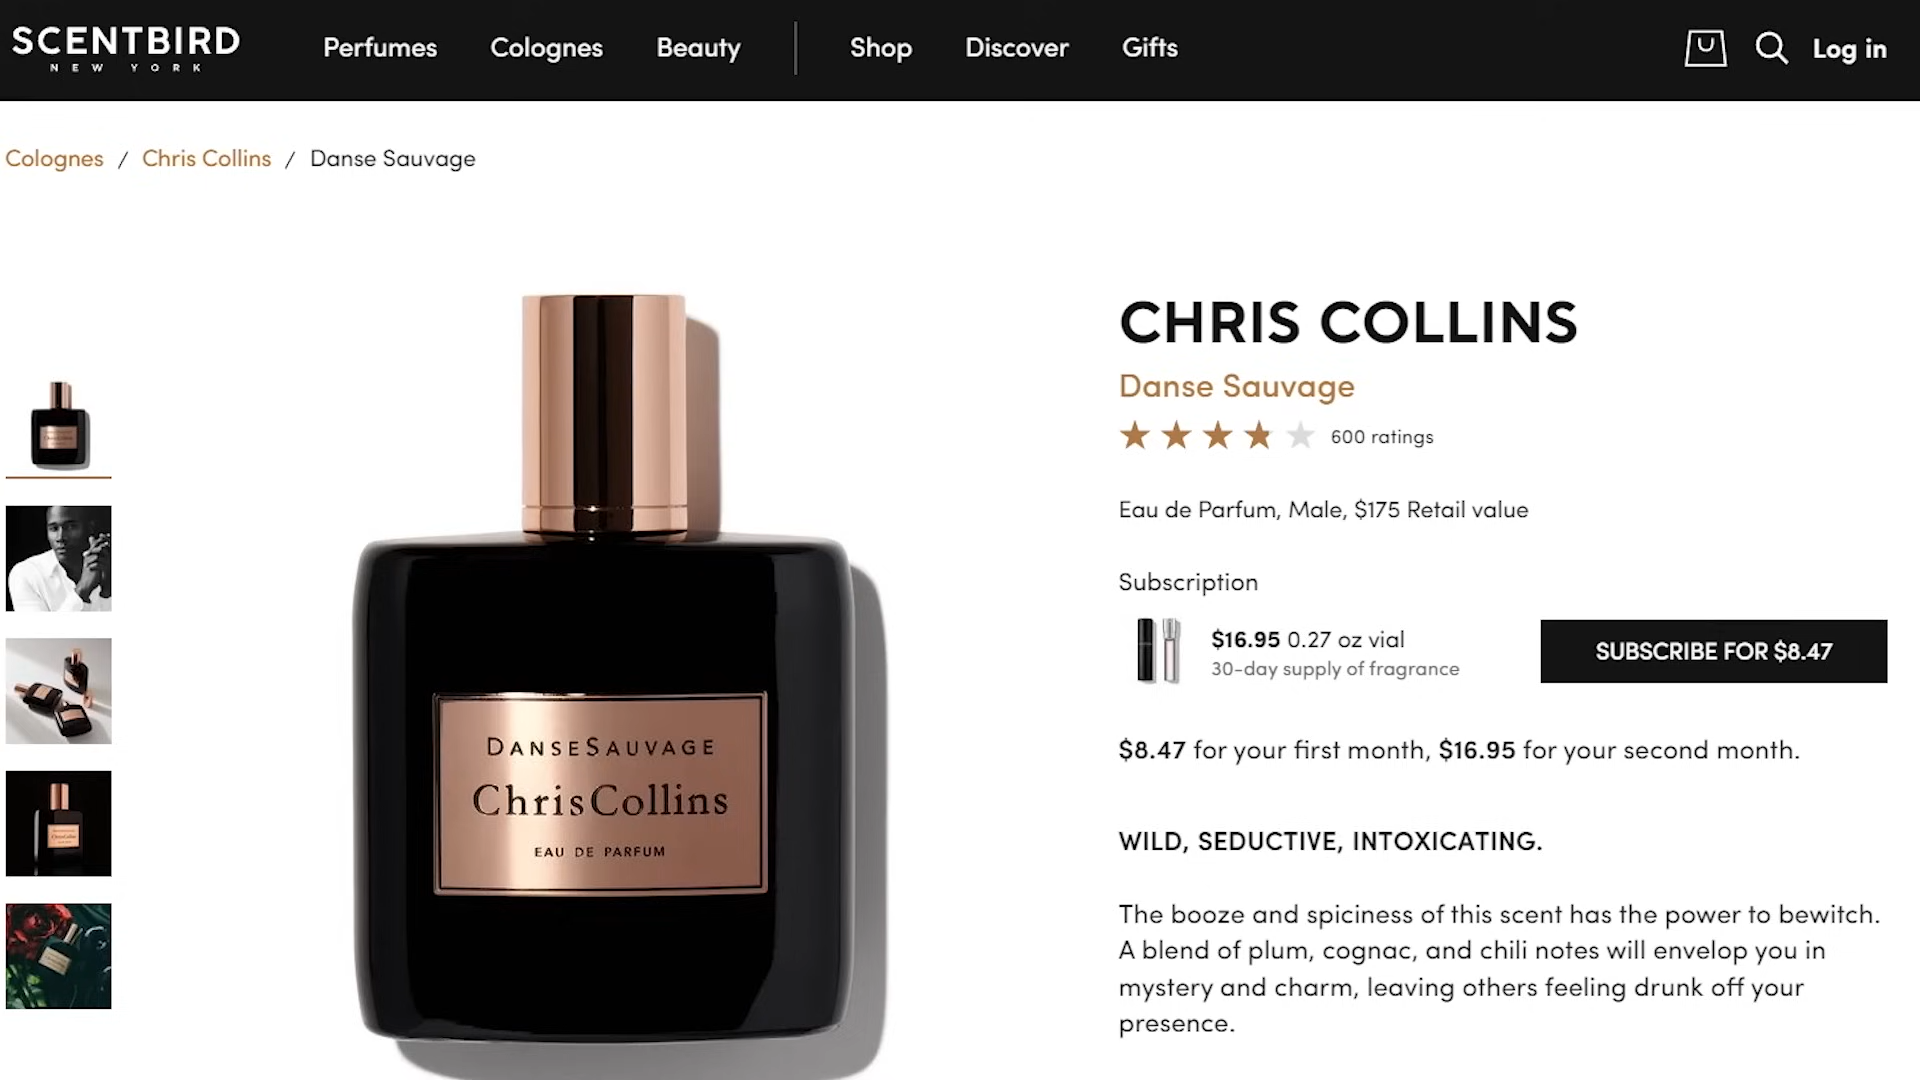 SCENTBIRD
NEW YORK
Perfumes
Colognes
Beauty
Shop
Discover
Gifts
Log in
Colognes / Chris Collins / Danse Sauvage
CHRIS COLLINS
Danse Sauvage
600 ratings
Eau de Parfum, Male, $175 Retail value
Subscription
$16.95 0.27 oz vial
30-day supply of fragrance
SUBSCRIBE FOR $8.47
$8.47 for your first month, $16.95 for your second month.
WILD, SEDUCTIVE, INTOXICATING.
The booze and spiciness of this scent has the power to bewitch.
A blend of plum, cognac, and chili notes will envelop you in
mystery and charm, leaving others feeling drunk off your
presence.
DANSESAUVAGE
ChrisCollins
EAU DE PARFUM